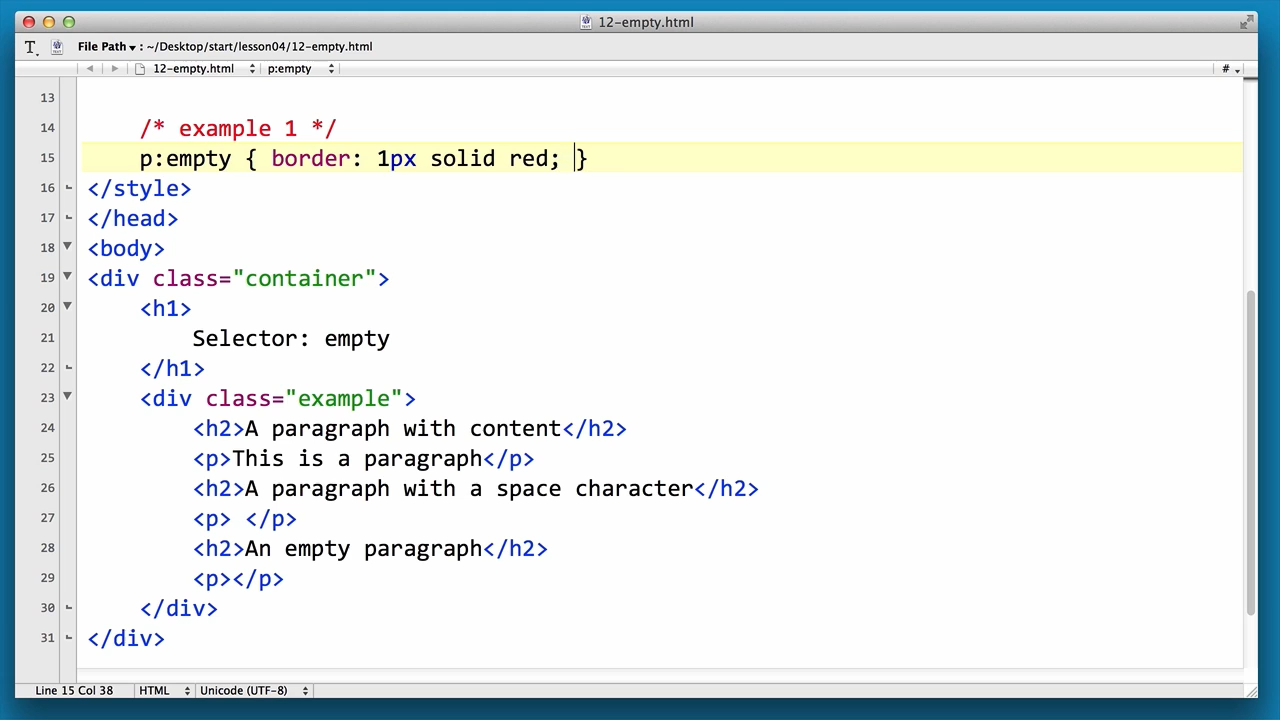 12-empty.html
File Path : ~/Desktop/start/lesson04/12-empty.html
12-empty.html p:empty #
13
14 /* example 1 */
15 p:empty { border: 1px solid red; }
16 </style>
17 </head>
18 <body>
19 <div class="container">
20 <h1>
21 Selector: empty
22 </h1>
23 <div class="example">
24 <h2>A paragraph with content</h2>
25 <p>This is a paragraph</p>
26 <h2>A paragraph with a space character</h2>
27 <p> </p>
28 <h2>An empty paragraph</h2>
29 <p></p>
30 </div>
31 </div>
Line 15 Col 38 HTML Unicode (UTF-8)